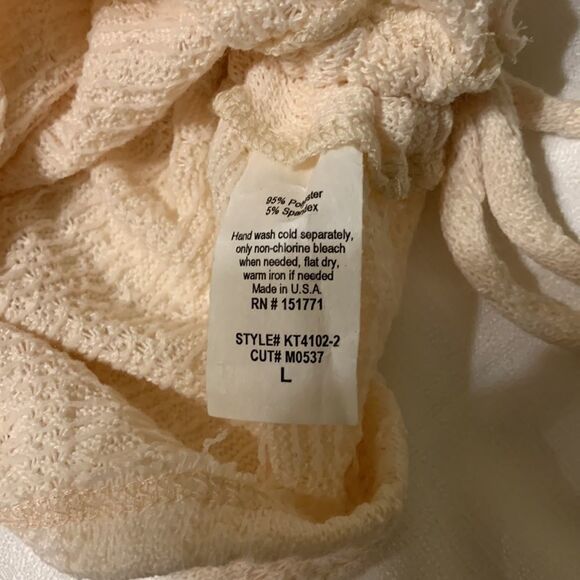 95% Polyester
5% Spandex
Hand wash cold separately,
only non-chlorine bleach
when needed, flat dry,
warm iron if needed
Made in U.S.A.
RN # 151771
STYLE# KT4102-2
CUT# M0537
L